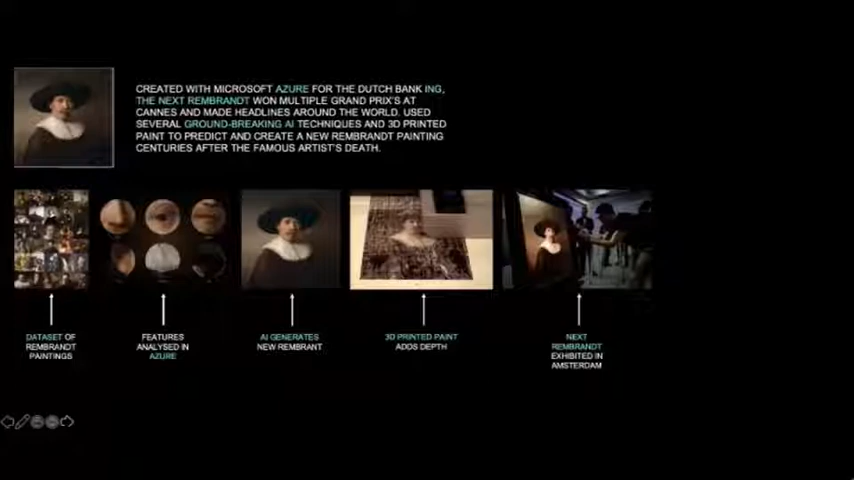 CREATED WITH MICROSOFT AZURE FOR THE DUTCH BANK ING,
THE NEXT REMBRANDT WON MULTIPLE GRAND PRIX'S AT
CANNES AND MADE HEADLINES AROUND THE WORLD. USED
SEVERAL GROUND-BREAKING AI TECHNIQUES AND 3D PRINTED
PAINT TO PREDICT AND CREATE A NEW REMBRANDT PAINTING
CENTURIES AFTER THE FAMOUS ARTIST'S DEATH.
DATASET OF
REMBRANDT
PAINTINGS
FEATURES
ANALYSED IN
AZURE
AI GENERATES
NEW REMBRANT
3D PRINTED PAINT
ADDS DEPTH
NEXT
REMBRANDT
EXHIBITED IN
AMSTERDAM